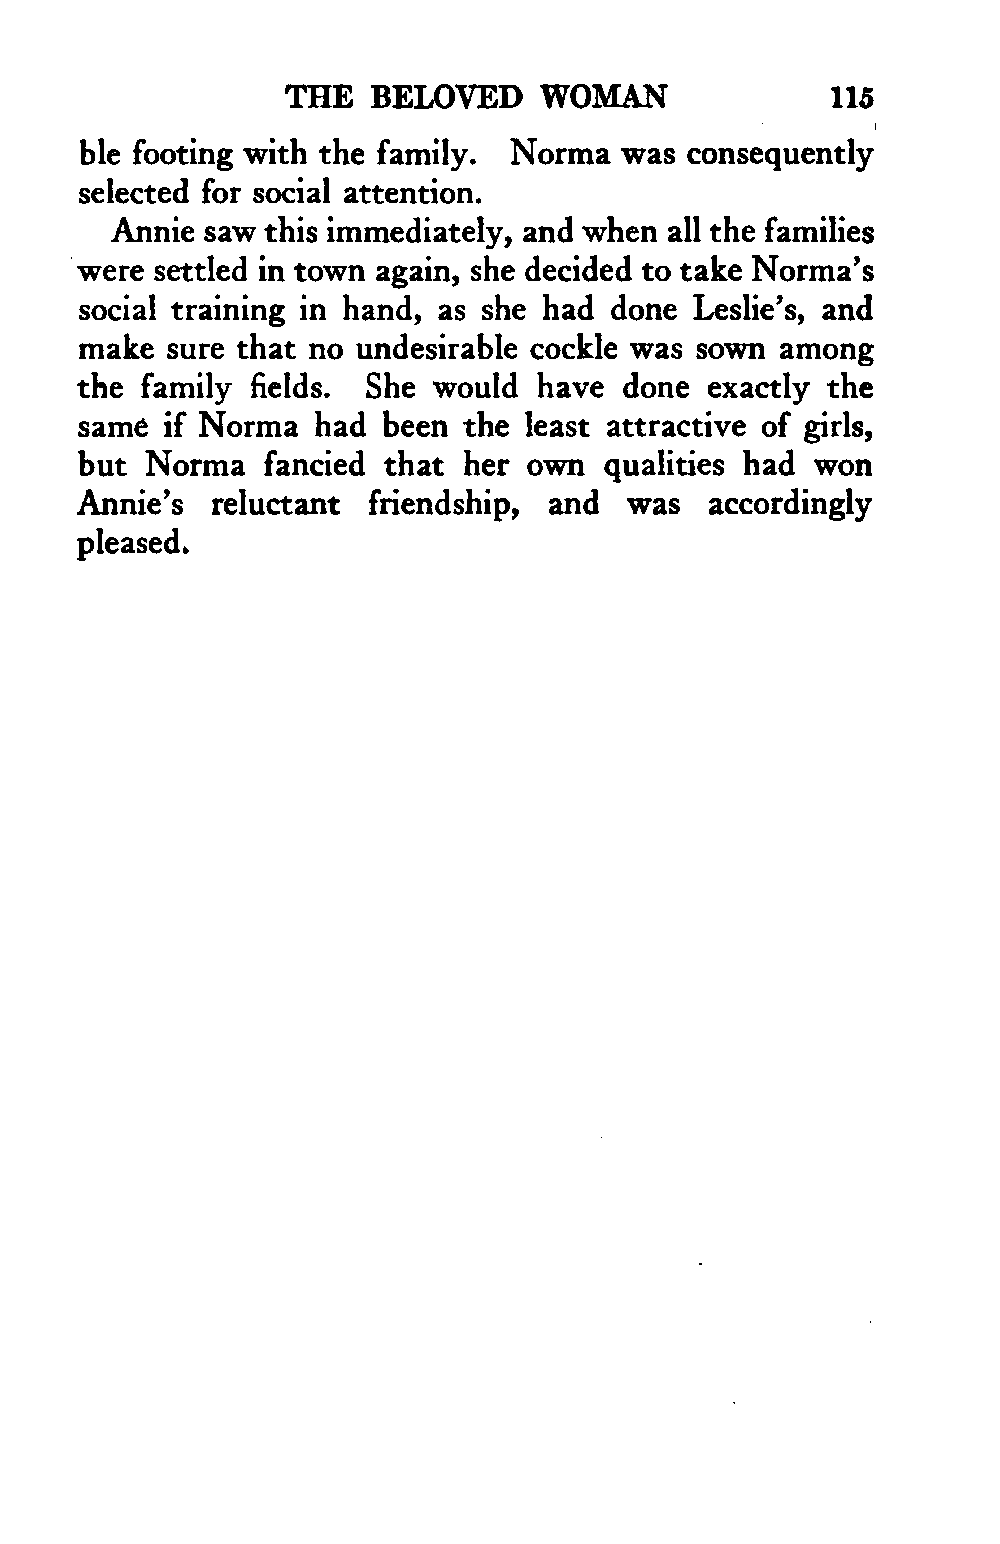 THE BELOVED WOMAN 115
ble footing with the family. Norma was consequently
selected for social attention.
Annie saw this immediately, and when all the families
were settled in town again, she decided to take Norma's
social training in hand, as she had done Leslie's, and
make sure that no undesirable cockle was sown among
the family fields. She would have done exactly the
same if Norma had been the least attractive of girls,
but Norma fancied that her own qualities had won
Annie's reluctant friendship, and was accordingly
pleased.